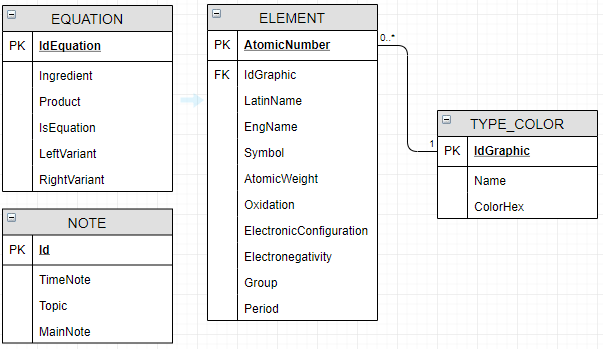 EQUATION
PK IdEquation
Ingredient
Product
IsEquation
LeftVariant
RightVariant
NOTE
PK Id
TimeNote
Topic
MainNote
ELEMENT
PK AtomicNumber
FK IdGraphic
LatinName
EngName
Symbol
AtomicWeight
Oxidation
ElectronicConfiguration
Electronegativity
Group
Period
0..*
1
TYPE_COLOR
PK IdGraphic
Name
ColorHex